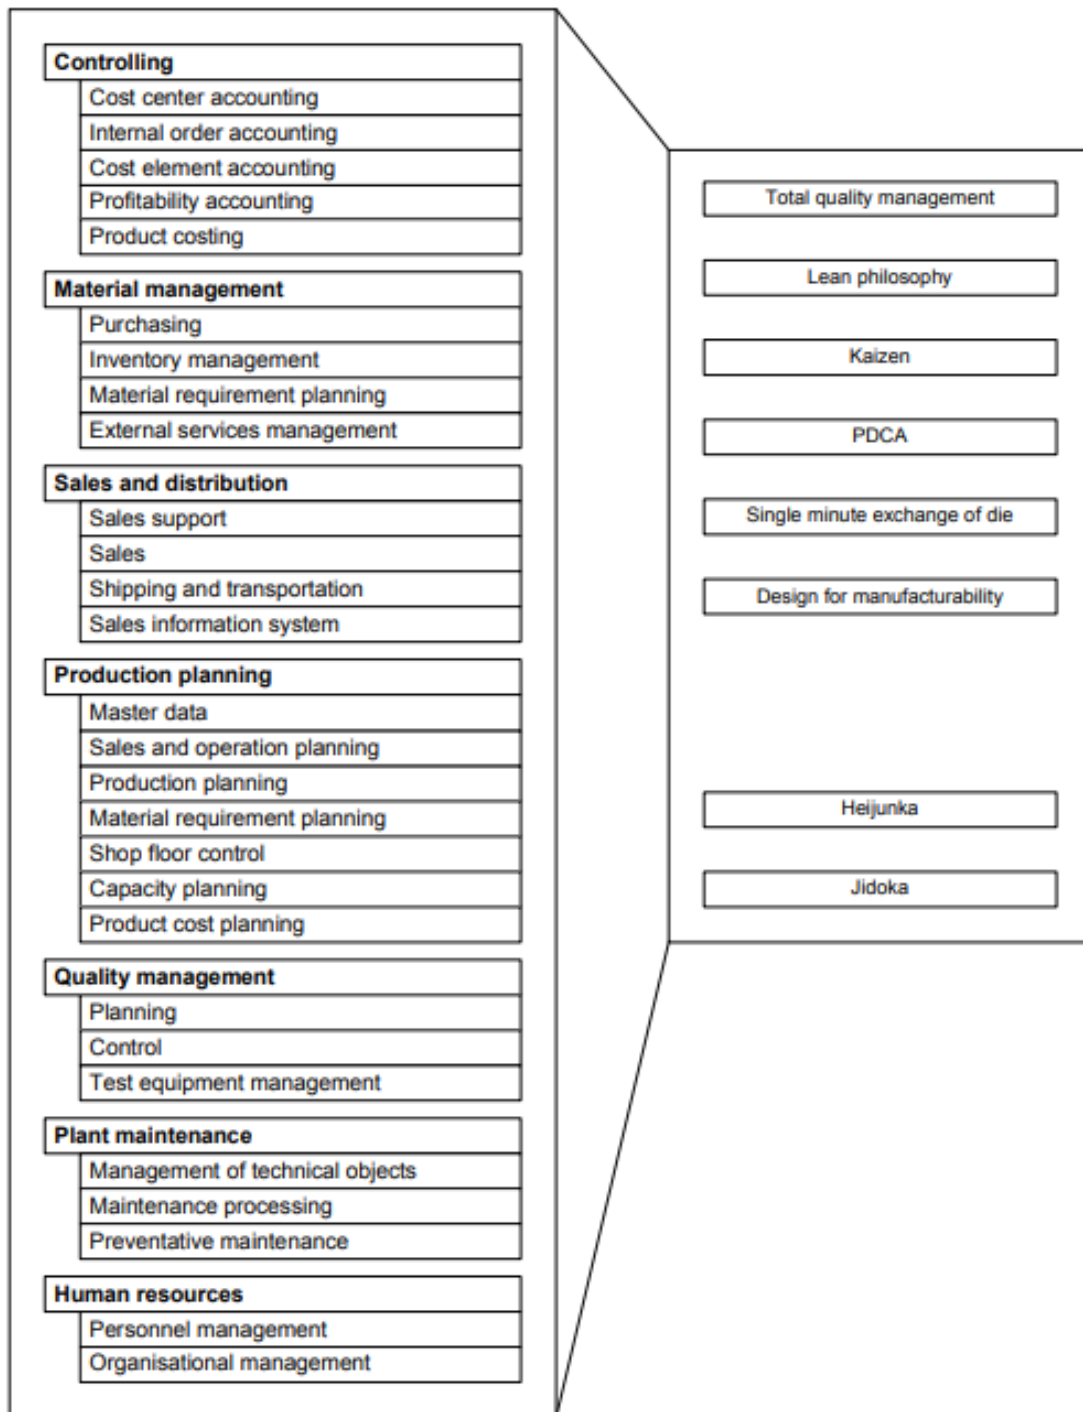 Controlling
Cost center accounting
Internal order accounting
Cost element accounting
Profitability accounting
Product costing
Material management
Purchasing
Inventory management
Material requirement planning
External services management
Sales and distribution
Sales support
Sales
Shipping and transportation
Sales information system
Production planning
Master data
Sales and operation planning
Production planning
Material requirement planning
Shop floor control
Capacity planning
Product cost planning
Quality management
Planning
Control
Test equipment management
Plant maintenance
Management of technical objects
Maintenance processing
Preventative maintenance
Human resources
Personnel management
Organisational management
Total quality management
Lean philosophy
Kaizen
PDCA
Single minute exchange of die
Design for manufacturability
Heijunka
Jidoka